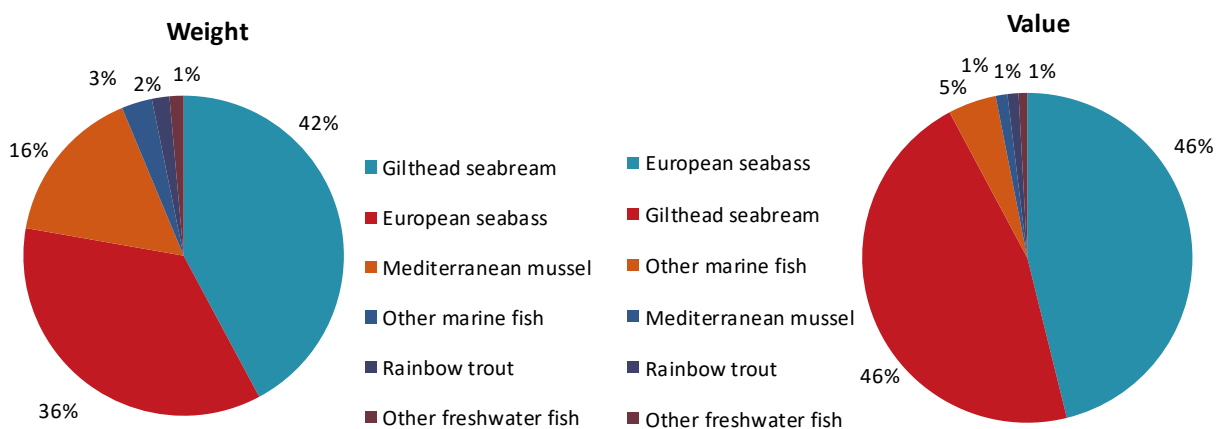 Weight
3%
2%
1%
42%
16%
36%
Gilthead seabream
European seabass
Mediterranean mussel
Other marine fish
Rainbow trout
Other freshwater fish
Value
1%
1%
1%
5%
46%
46%
European seabass
Gilthead seabream
Other marine fish
Mediterranean mussel
Rainbow trout
Other freshwater fish